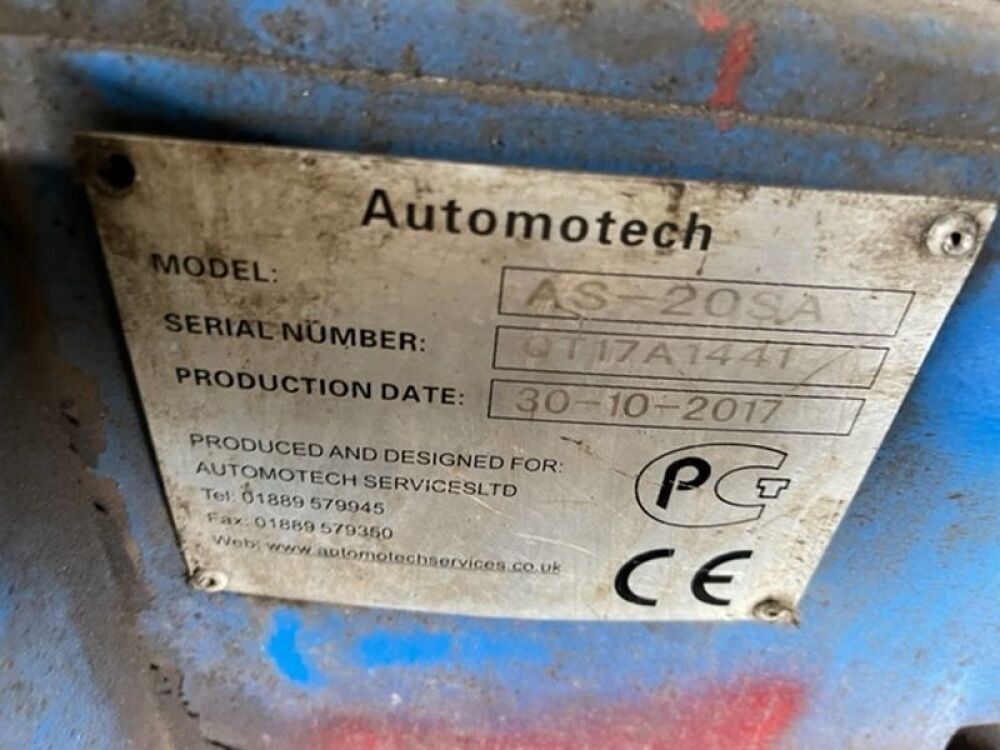 Automotech
MODEL: AS-20SA
SERIAL NUMBER: QT17A1441
PRODUCTION DATE: 30-10-2017
PRODUCED AND DESIGNED FOR:
AUTOMOTECH SERVICESLTD
Tel: 01889 579945
Fax: 01889 579350
Web: www.automotechservices.co.uk
PCT
CE